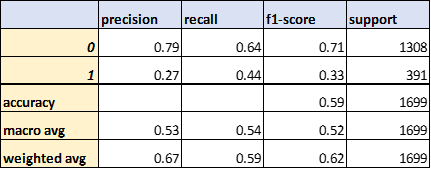 precision recall f1-score support
0 0.79 0.64 0.71 1308
1 0.27 0.44 0.33 391
accuracy 0.59 1699
macro avg 0.53 0.54 0.52 1699
weighted avg 0.67 0.59 0.62 1699